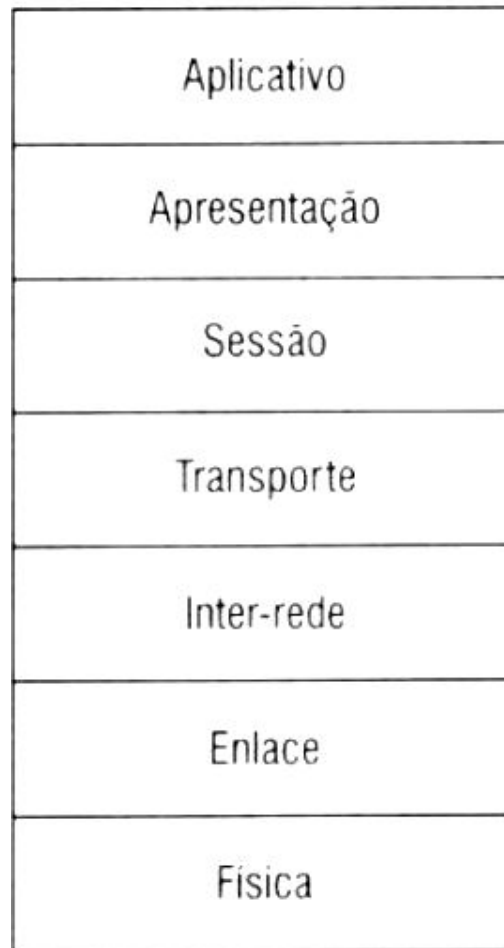 Aplicativo
Apresentação
Sessão
Transporte
Inter-rede
Enlace
Física